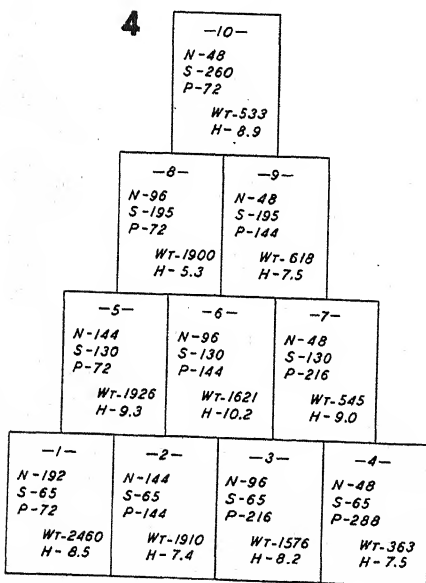 4
—10—
N-48
S-260
P-72
WT-533
H-8.9
—8—
N-96
S-195
P-72
WT-1900
H-5.3
—9—
N-48
S-195
P-144
WT-618
H-7.5
—5—
N-144
S-130
P-72
WT-1926
H-9.3
—6—
N-96
S-130
P-144
WT-1621
H-10.2
—7—
N-48
S-130
P-216
WT-545
H-9.0
—1—
N-192
S-65
P-72
WT-2460
H-8.5
—2—
N-144
S-65
P-144
WT-1910
H-7.4
—3—
N-96
S-65
P-216
WT-1576
H-8.2
—4—
N-48
S-65
P-288
WT-363
H-7.5